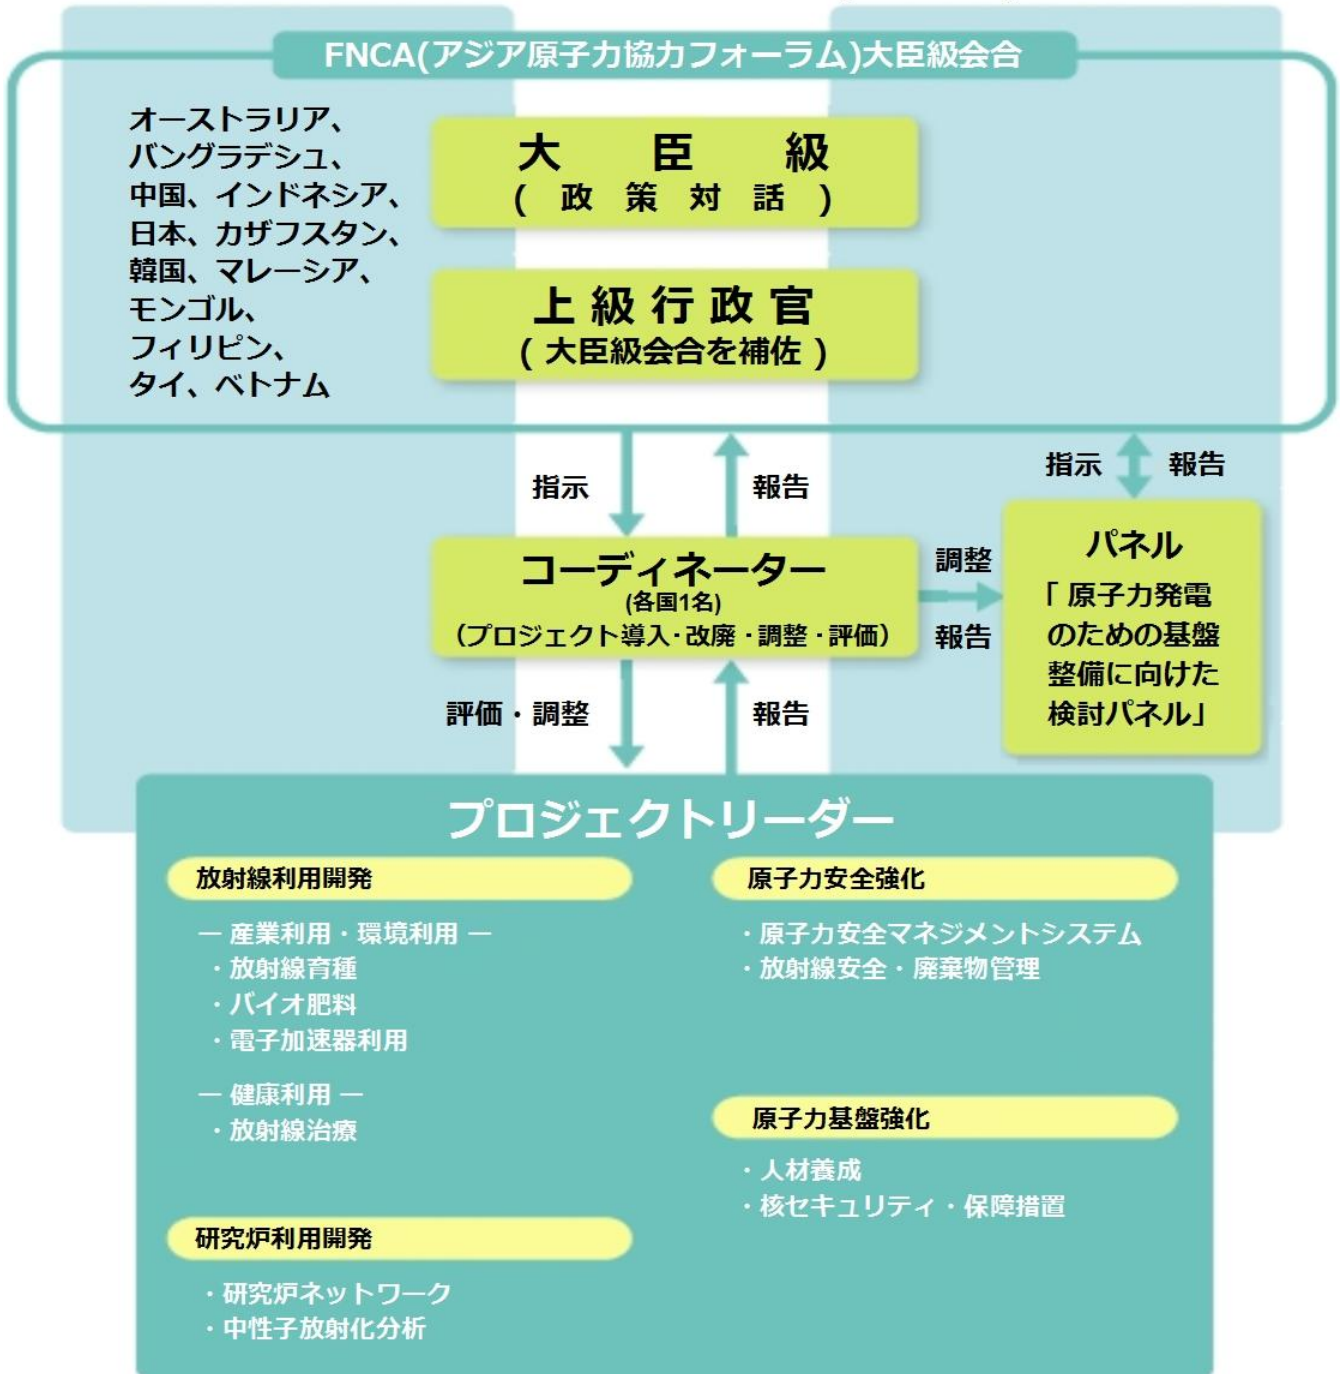 FNCA(アジア原子力協力フォーラム)大臣級会合
オーストラリア、
バングラデシュ、
中国、インドネシア、
日本、カザフスタン、
韓国、マレーシア、
モンゴル、
フィリピン、
タイ、ベトナム
大臣級
(政策対話)
上級行政官
(大臣級会合を補佐)
指示
報告
指示
報告
コーディネーター
(各国1名)
(プロジェクト導入・改廃・調整・評価)
調整
報告
パネル
「原子力発電
のための基盤
整備に向けた
検討パネル」
評価・調整
報告
プロジェクトリーダー
放射線利用開発
― 産業利用・環境利用 ―
・放射線育種
・バイオ肥料
・電子加速器利用
― 健康利用 ―
・放射線治療
研究炉利用開発
・研究炉ネットワーク
・中性子放射化分析
原子力安全強化
・原子力安全マネジメントシステム
・放射線安全・廃棄物管理
原子力基盤強化
・人材養成
・核セキュリティ・保障措置